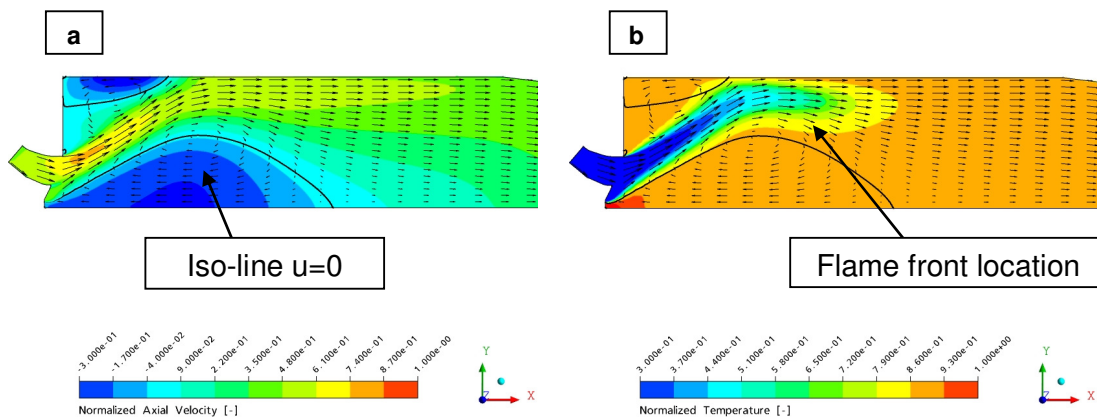 a
b
Iso-line u=0
Flame front location
-3.000e-01
-1.700e-01
-4.000e-02
9.000e-02
2.200e-01
3.500e-01
4.800e-01
6.100e-01
7.400e-01
8.700e-01
1.000e+00
Normalized Axial Velocity [-]
Y
Z
X
3.000e-01
3.700e-01
4.400e-01
5.100e-01
5.800e-01
6.500e-01
7.200e-01
7.900e-01
8.600e-01
9.300e-01
1.000e+00
Normalized Temperature [-]
Y
Z
X